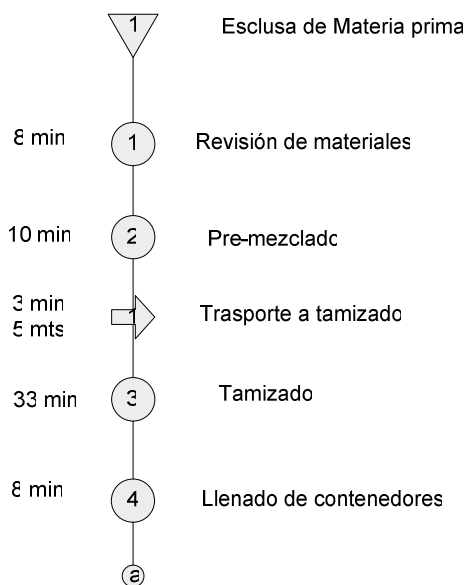 1 Esclusa de Materia prima
8 min 1 Revisión de materiales
10 min 2 Pre-mezclado
3 min
5 mts 1 Trasporte a tamizado
33 min 3 Tamizado
8 min 4 Llenado de contenedores
a